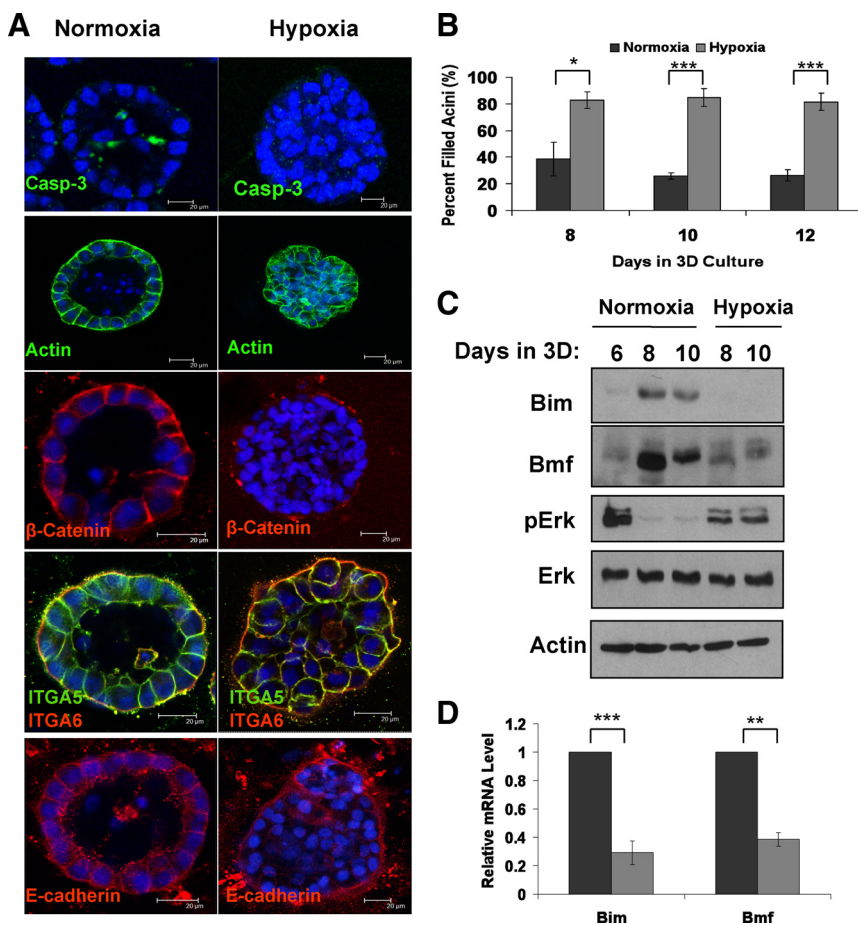 A
Normoxia Hypoxia
Casp-3 20 µm Casp-3 20 µm
Actin 20 µm Actin 20 µm
β-Catenin 20 µm β-Catenin 20 µm
ITGA5 ITGA5
ITGA6 20 µm ITGA6 20 µm
E-cadherin 20 µm E-cadherin 20 µm
B
Normoxia Hypoxia
* *** ***
Percent Filled Acini (%)
100
80
60
40
20
0
8 10 12
Days in 3D Culture
C
Normoxia Hypoxia
Days in 3D: 6 8 10 8 10
Bim
Bmf
pErk
Erk
Actin
D
*** **
Relative mRNA Level
1.2
1
0.8
0.6
0.4
0.2
0
Bim Bmf